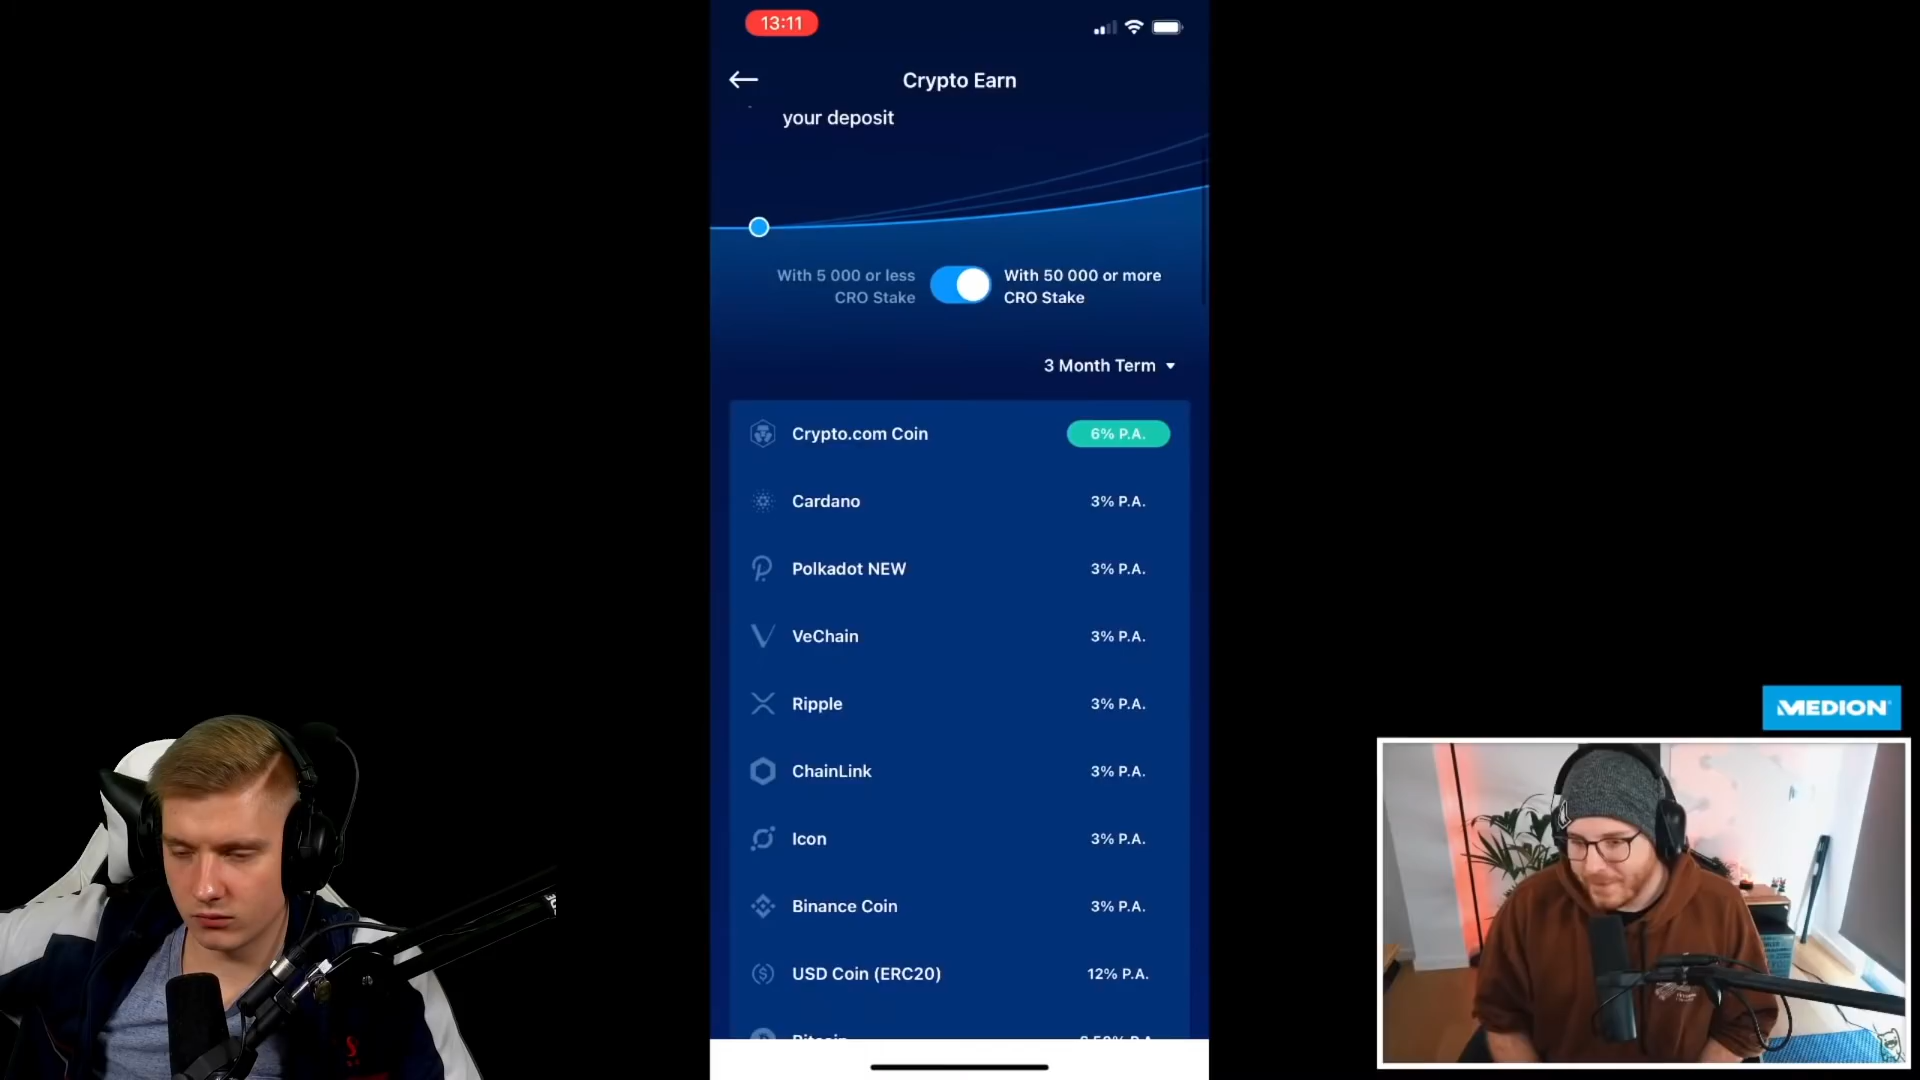 13:11
Crypto Earn
your deposit
With 5 000 or less
CRO Stake
With 50 000 or more
CRO Stake
3 Month Term
Crypto.com Coin
6% P.A.
Cardano
3% P.A.
Polkadot NEW
3% P.A.
VeChain
3% P.A.
Ripple
3% P.A.
ChainLink
3% P.A.
Icon
3% P.A.
Binance Coin
3% P.A.
USD Coin (ERC20)
12% P.A.
MEDION